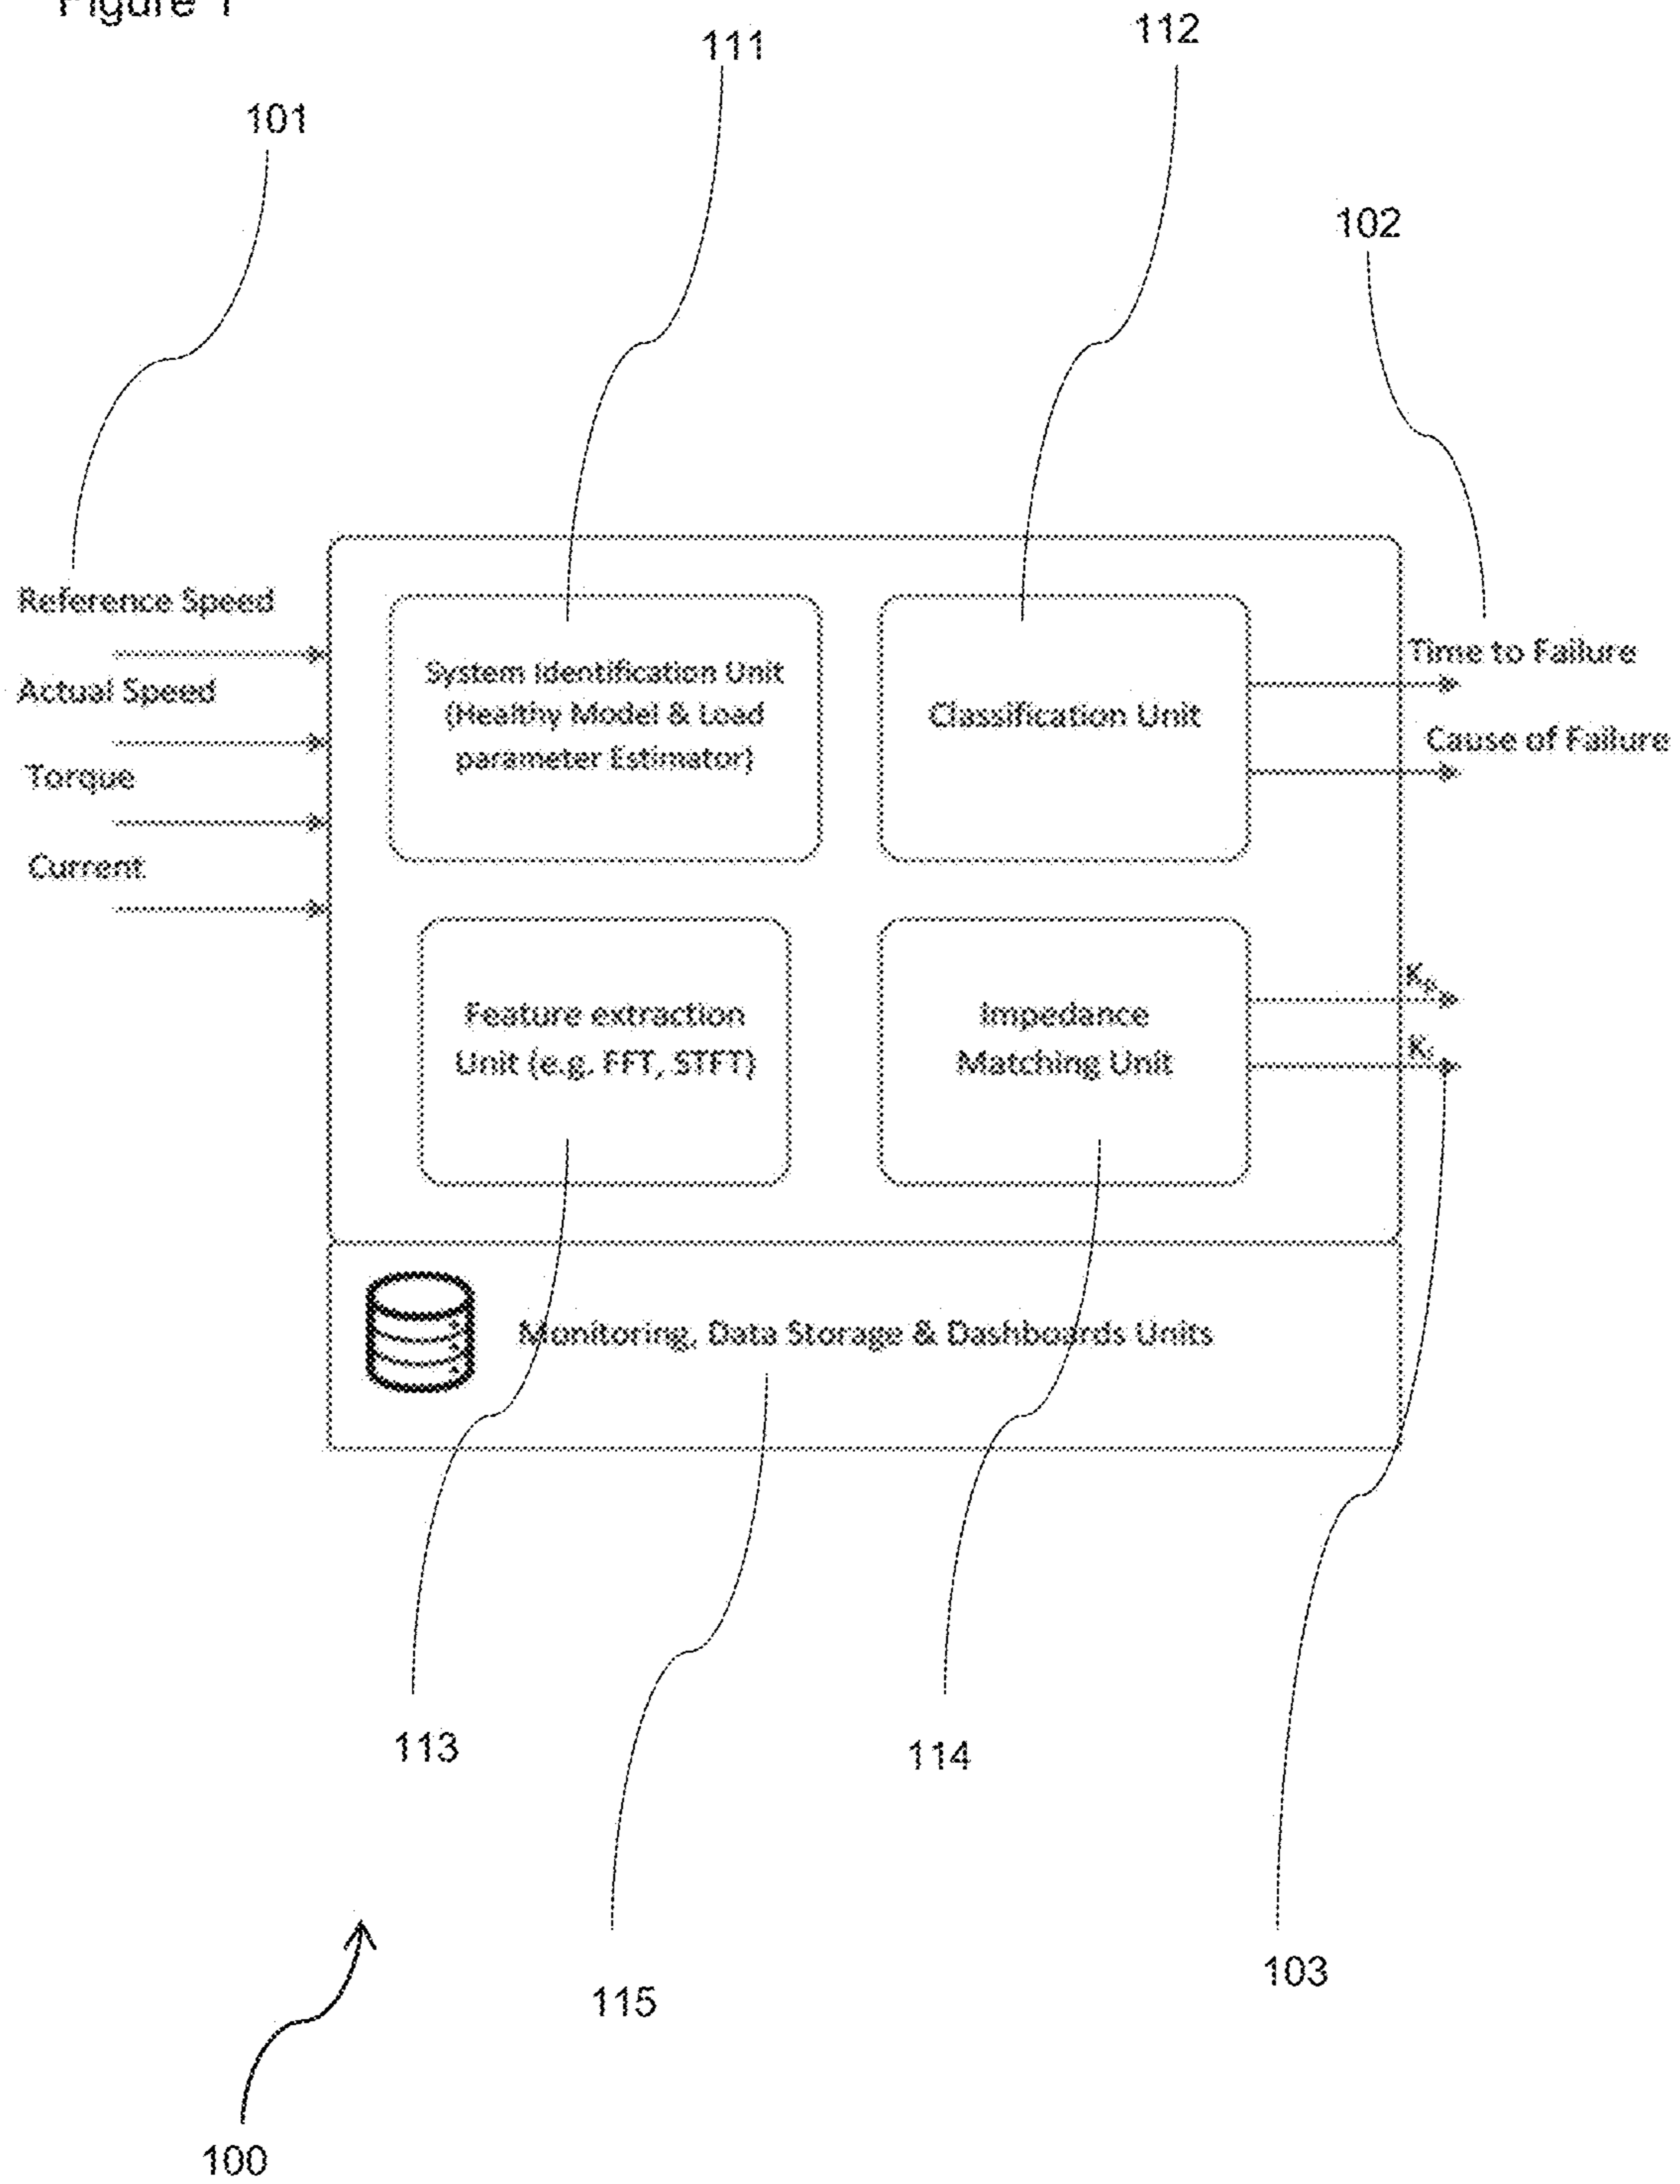 Figure 1
111
112
101
102
Reference Speed
Actual Speed
Torque
Current
System Identification Unit
(Healthy Model & Load
parameter Estimator)
Classification Unit
Time to Failure
Cause of Failure
Feature extraction
Unit (e.g. FFT, STFT)
Impedance
Matching Unit
Kp
Ki
Monitoring, Data Storage & Dashboards Units
113
114
103
115
100